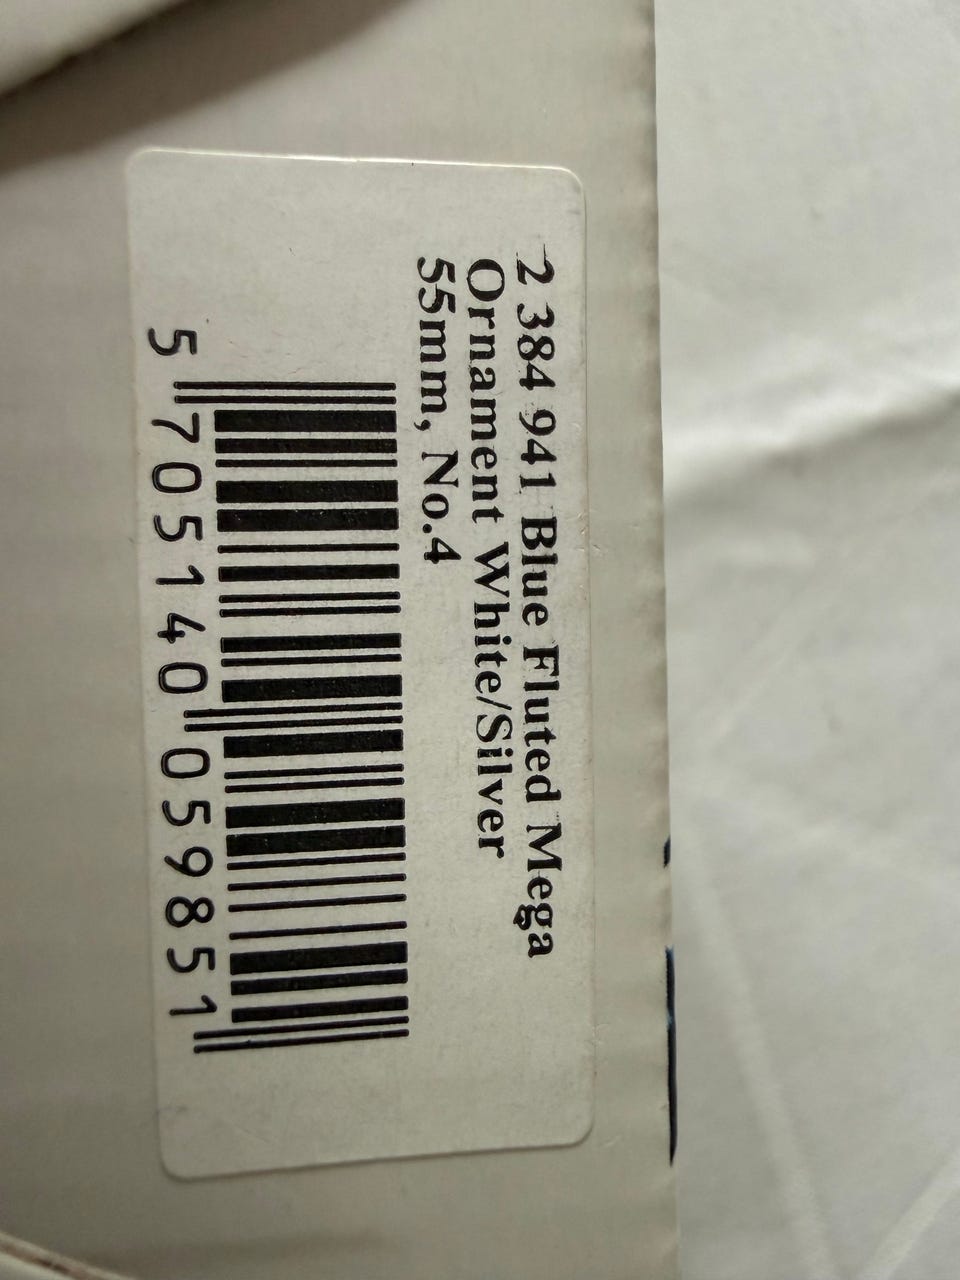 2 384 941 Blue Fluted Mega
Ornament White/Silver
55mm, No.4
5 705140 059851